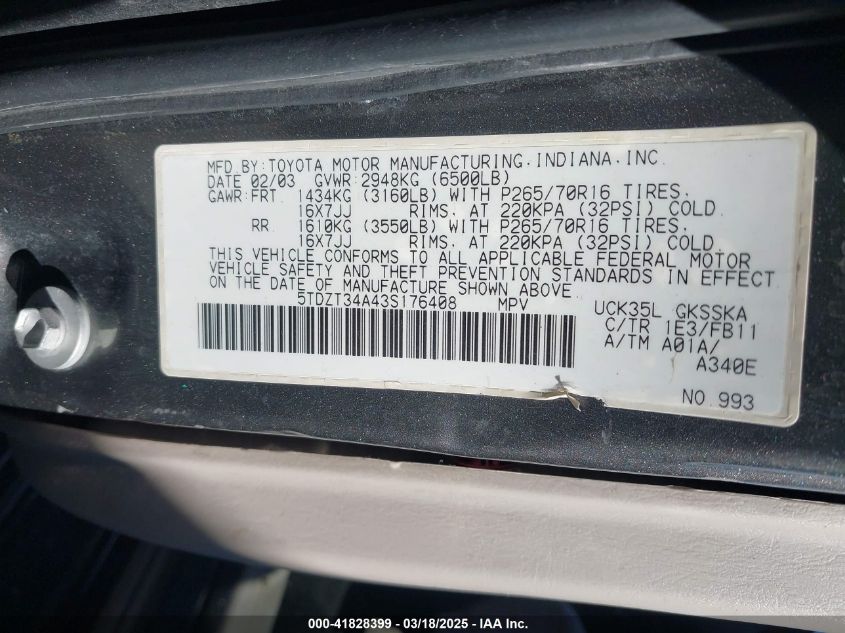 MFD.BY:TOYOTA MOTOR MANUFACTURING.INDIANA.INC.
DATE 02/03 GVWR:2948KG (6500LB)
GAWR:FRT 1434KG (3160LB) WITH P265/70R16 TIRES.
16X7JJ RIMS. AT 220KPA (32PSI) COLD.
RR 1610KG (3550LB) WITH P265/70R16 TIRES.
16X7JJ RIMS. AT 220KPA (32PSI) COLD.
THIS VEHICLE CONFORMS TO ALL APPLICABLE FEDERAL MOTOR
VEHICLE SAFETY AND THEFT PREVENTION STANDARDS IN EFFECT
ON THE DATE OF MANUFACTURE SHOWN ABOVE.
5TDZT34A43S176408 MPV UCK35L GKSSKA
C/TR 1E3/FB11
A/TM A01A/
A340E
NO.993
000-41828399 - 03/18/2025 - IAA Inc.